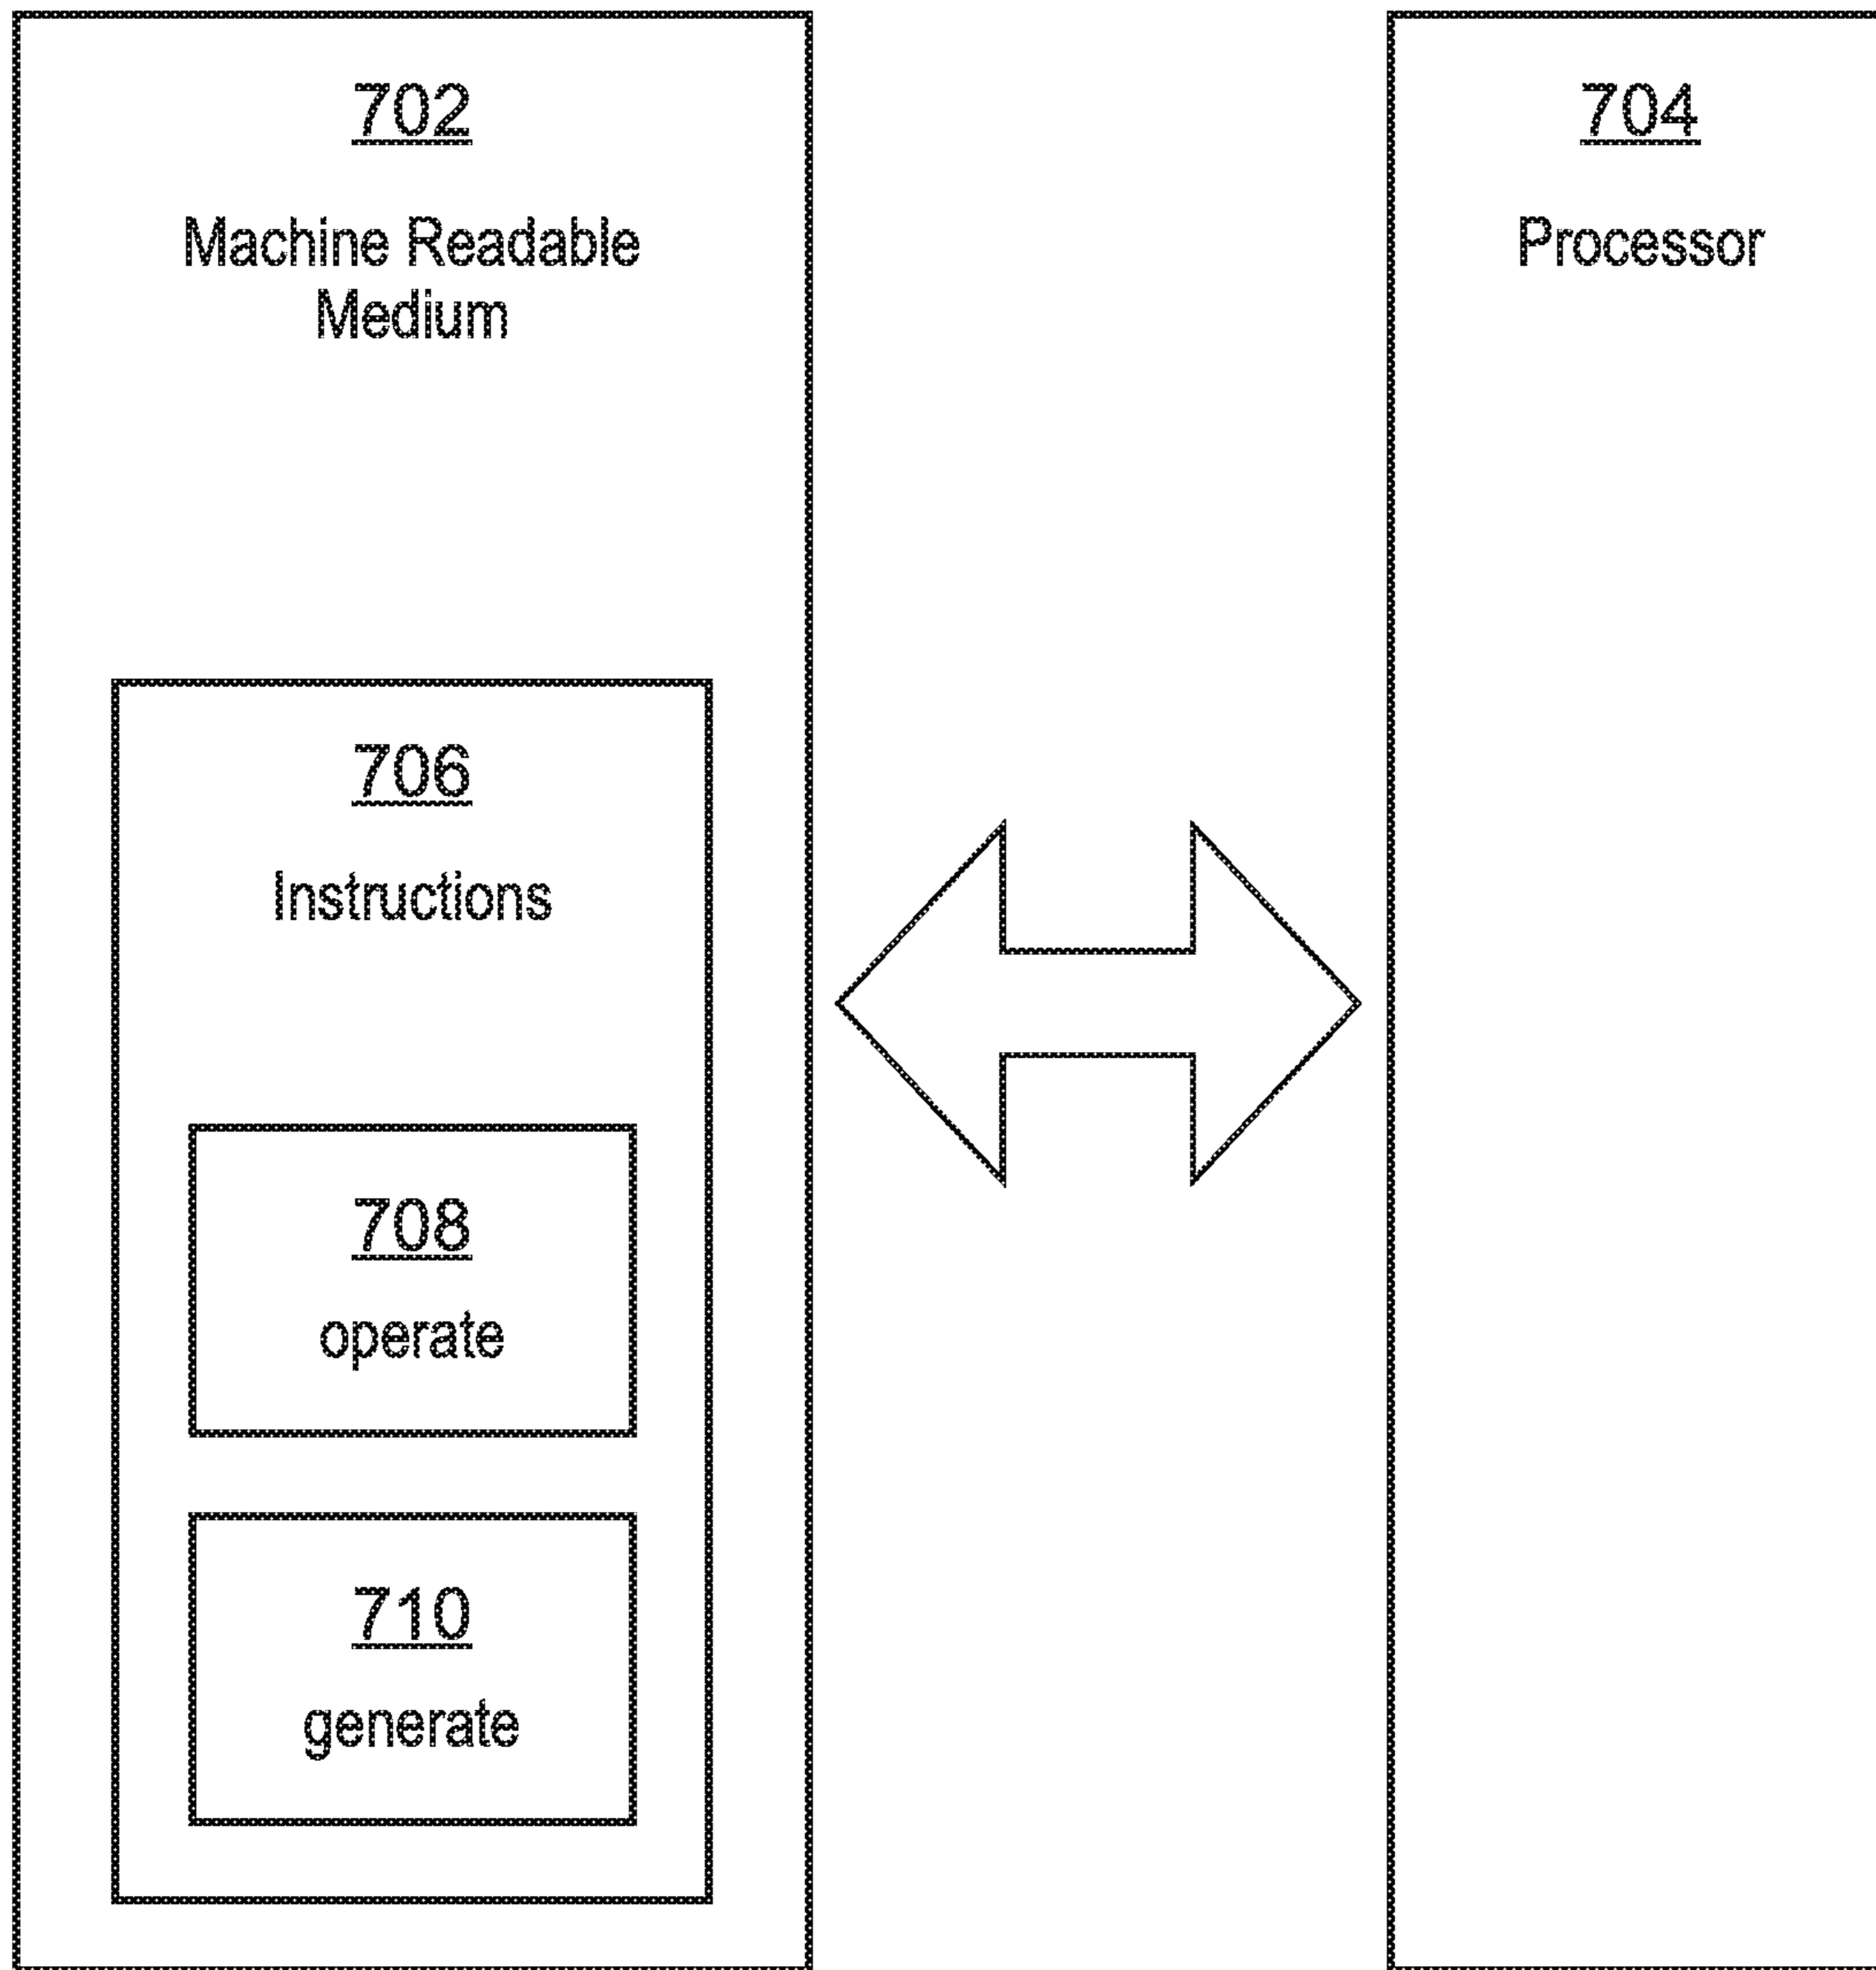 702
Machine Readable
Medium
706
Instructions
708
operate
710
generate
704
Processor